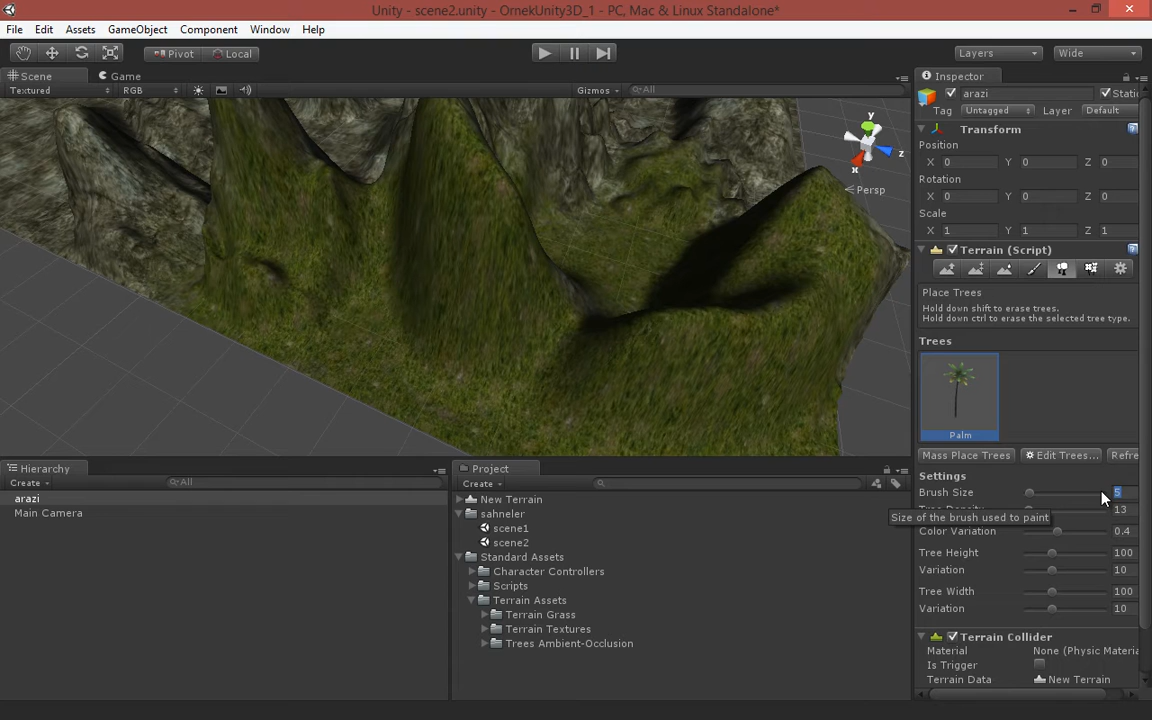 Unity - scene2.unity - OrnekUnity3D_1 - PC, Mac & Linux Standalone*
File Edit Assets GameObject Component Window Help
Pivot Local Layers Wide
Scene Game
Textured RGB Gizmos All
y
z
x
Persp
Inspector
arazi Static
Tag Untagged Layer Default
Transform
Position
X 0 Y 0 Z 0
Rotation
X 0 Y 0 Z 0
Scale
X 1 Y 1 Z 1
Terrain (Script)
Place Trees
Hold down shift to erase trees.
Hold down ctrl to erase the selected tree type.
Trees
Palm
Mass Place Trees Edit Trees... Refre
Settings
Brush Size 5
Size of the brush used to paint
13
Color Variation 0.4
Tree Height 100
Variation 10
Tree Width 100
Variation 10
Terrain Collider
Material None (Physic Materia
Is Trigger
Terrain Data New Terrain
Hierarchy
Create All
arazi
Main Camera
Project
Create
New Terrain
sahneler
scene1
scene2
Standard Assets
Character Controllers
Scripts
Terrain Assets
Terrain Grass
Terrain Textures
Trees Ambient-Occlusion